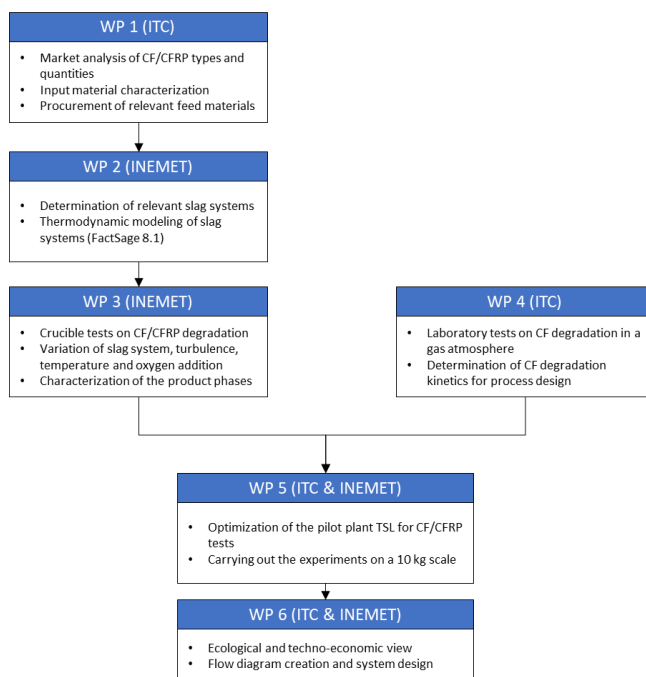 WP 1 (ITC)
• Market analysis of CF/CFRP types and
quantities
• Input material characterization
• Procurement of relevant feed materials
WP 2 (INEMET)
• Determination of relevant slag systems
• Thermodynamic modeling of slag
systems (FactSage 8.1)
WP 3 (INEMET)
• Crucible tests on CF/CFRP degradation
• Variation of slag system, turbulence,
temperature and oxygen addition
• Characterization of the product phases
WP 4 (ITC)
• Laboratory tests on CF degradation in a
gas atmosphere
• Determination of CF degradation
kinetics for process design
WP 5 (ITC & INEMET)
• Optimization of the pilot plant TSL for CF/CFRP
tests
• Carrying out the experiments on a 10 kg scale
WP 6 (ITC & INEMET)
• Ecological and techno-economic view
• Flow diagram creation and system design